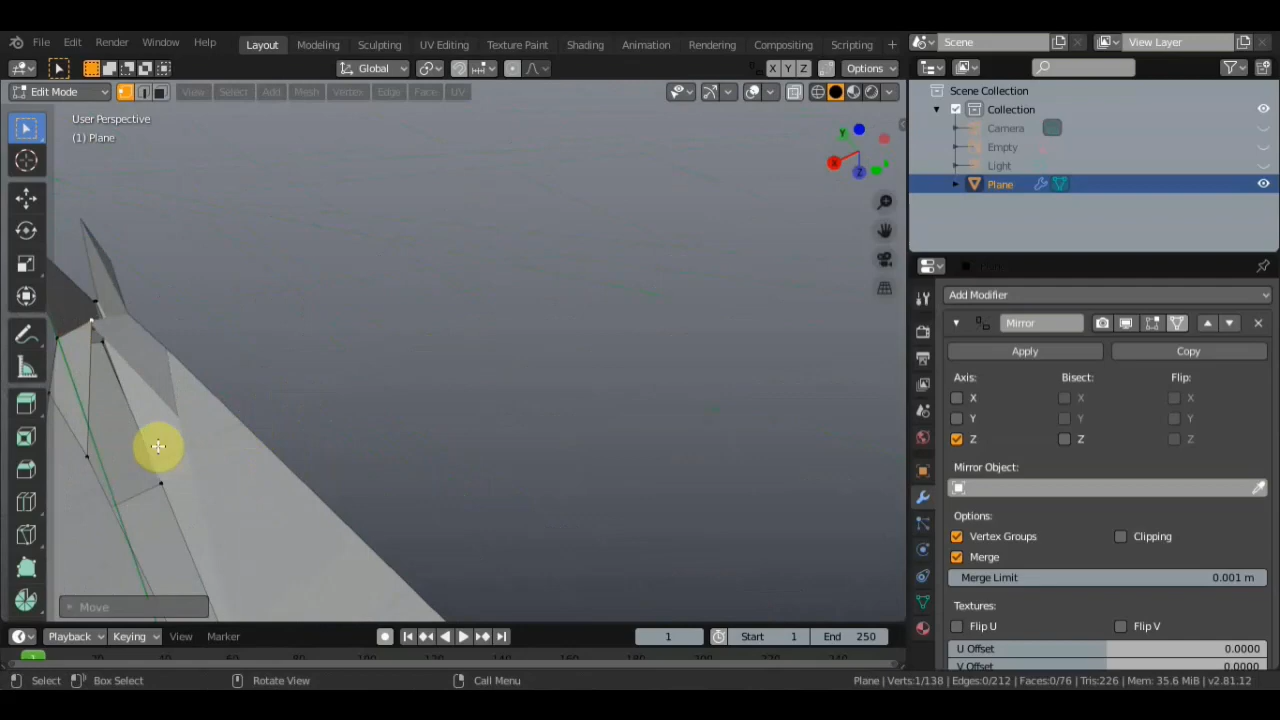 File Edit Render Window Help Layout Modeling Sculpting UV Editing Texture Paint Shading Animation Rendering Compositing Scripting Scene View Layer
Global X Y Z Options
Edit Mode View Select Add Mesh Vertex Edge Face UV
User Perspective
(1) Plane
Y
X
Z
Move
Scene Collection
Collection
Camera
Empty
Light
Plane
Add Modifier
Mirror
Apply Copy
Axis: Bisect: Flip:
X X X
Y Y Y
Z Z Z
Mirror Object:
Options:
Vertex Groups Clipping
Merge
Merge Limit 0.001 m
Textures:
Flip U Flip V
U Offset 0.0000
V Offset 0.0000
Playback Keying View Marker 1 Start 1 End 250
Select Box Select Rotate View Call Menu Plane | Verts:1/138 | Edges:0/212 | Faces:0/76 | Tris:226 | Mem: 35.6 MiB | v2.81.12